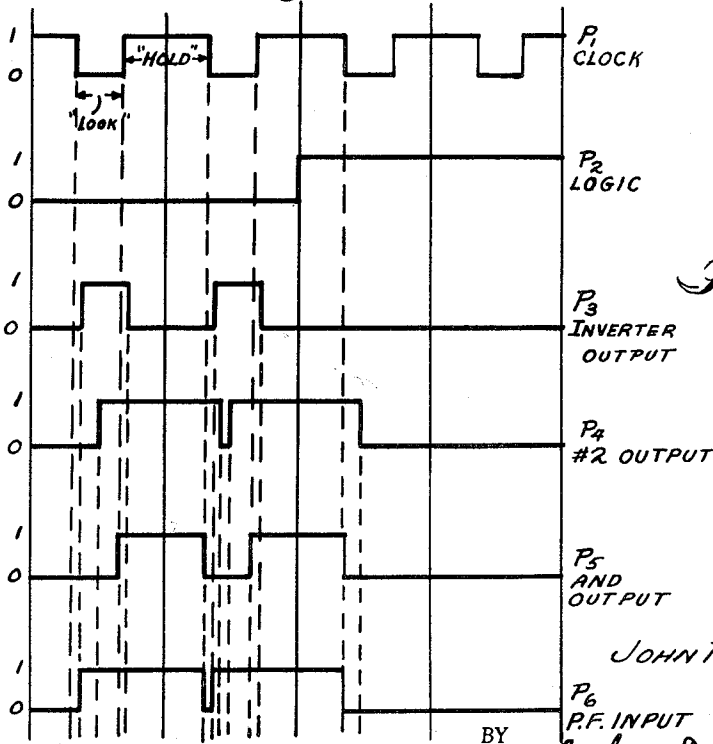 1
0
"HOLD"
"LOOK"
P1
CLOCK
1
0
P2
LOGIC
1
0
P3
INVERTER
OUTPUT
1
0
P4
#2 OUTPUT
1
0
P5
AND
OUTPUT
JOHN
1
0
P6
P.F. INPUT
BY